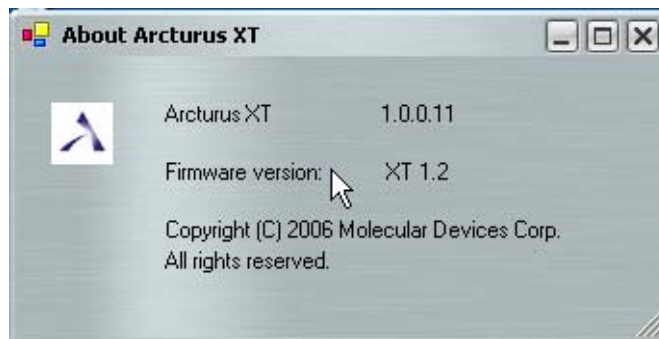 About Arcturus XT
Arcturus XT 1.0.0.11
Firmware version: XT 1.2
Copyright (C) 2006 Molecular Devices Corp.
All rights reserved.